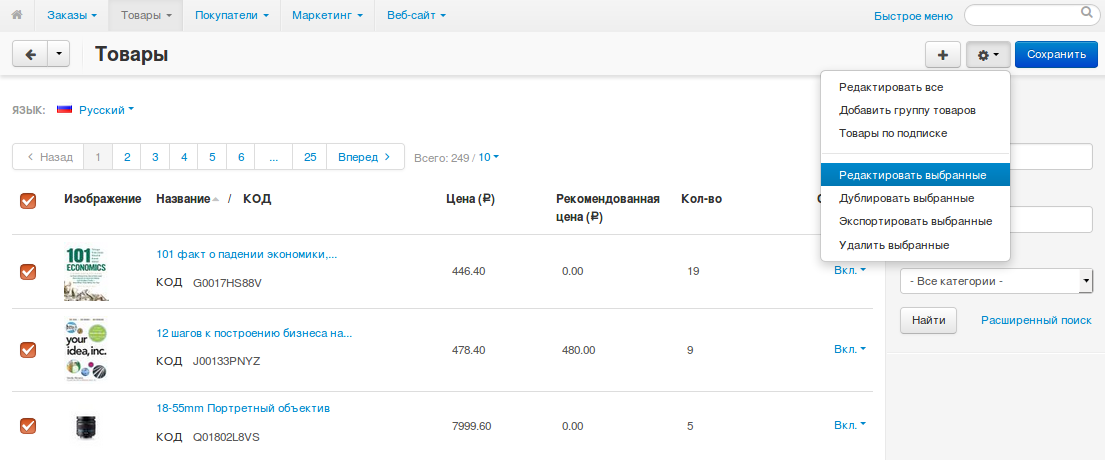 Заказы Товары Покупатели Маркетинг Веб-сайт Быстрое меню
Товары Сохранить
Редактировать все
Добавить группу товаров
Товары по подписке
Редактировать выбранные
Дублировать выбранные
Экспортировать выбранные
Удалить выбранные
ЯЗЫК: Русский
Назад 1 2 3 4 5 6 ... 25 Вперед Всего: 249 / 10
Изображение Название / КОД Цена (₽) Рекомендованная цена (₽) Кол-во
101 ECONOMICS
101 факт о падении экономики,...
КОД G0017HS88V
446.40 0.00 19 Вкл.
- Все категории -
Найти Расширенный поиск
your idea, inc.
12 шагов к построению бизнеса на...
КОД J00133PNYZ
478.40 480.00 9 Вкл.
18-55mm Портретный объектив
КОД Q01802L8VS
7999.60 0.00 5 Вкл.